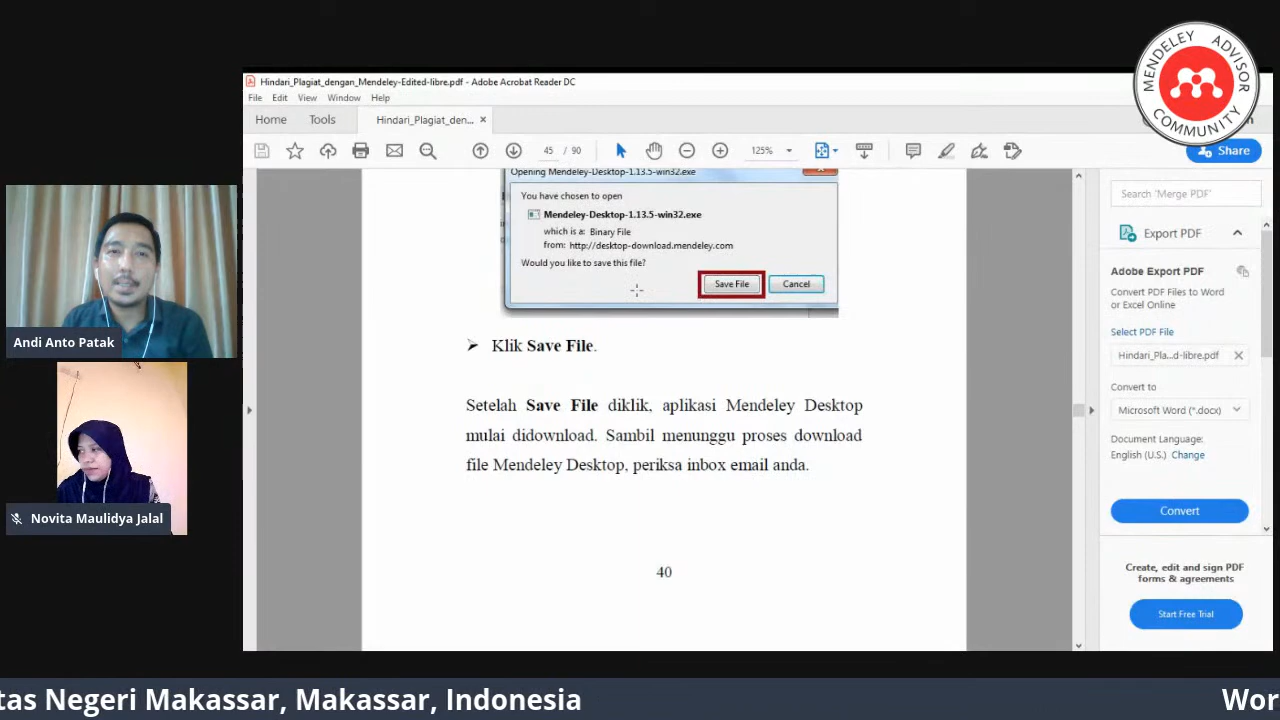 MENDELEY ADVISOR
COMMUNITY
Hindari_Plagiat_dengan_Mendeley-Edited-libre.pdf - Adobe Acrobat Reader DC
File Edit View Window Help
Home Tools Hindari_Plagiat_den... ×
45 / 90 125% Share
Opening Mendeley-Desktop-1.13.5-win32.exe
You have chosen to open
Mendeley-Desktop-1.13.5-win32.exe
which is a: Binary File
from: http://desktop-download.mendeley.com
Would you like to save this file?
Save File Cancel
➤ Klik Save File.
Setelah Save File diklik, aplikasi Mendeley Desktop
mulai didownload. Sambil menunggu proses download
file Mendeley Desktop, periksa inbox email anda.
40
Search 'Merge PDF'
Export PDF
Adobe Export PDF
Convert PDF Files to Word
or Excel Online
Select PDF File
Hindari_Pla...d-libre.pdf ×
Convert to
Microsoft Word (*.docx)
Document Language:
English (U.S.) Change
Convert
Create, edit and sign PDF
forms & agreements
Start Free Trial
Andi Anto Patak
Novita Maulidya Jalal
tas Negeri Makassar, Makassar, Indonesia
Wor